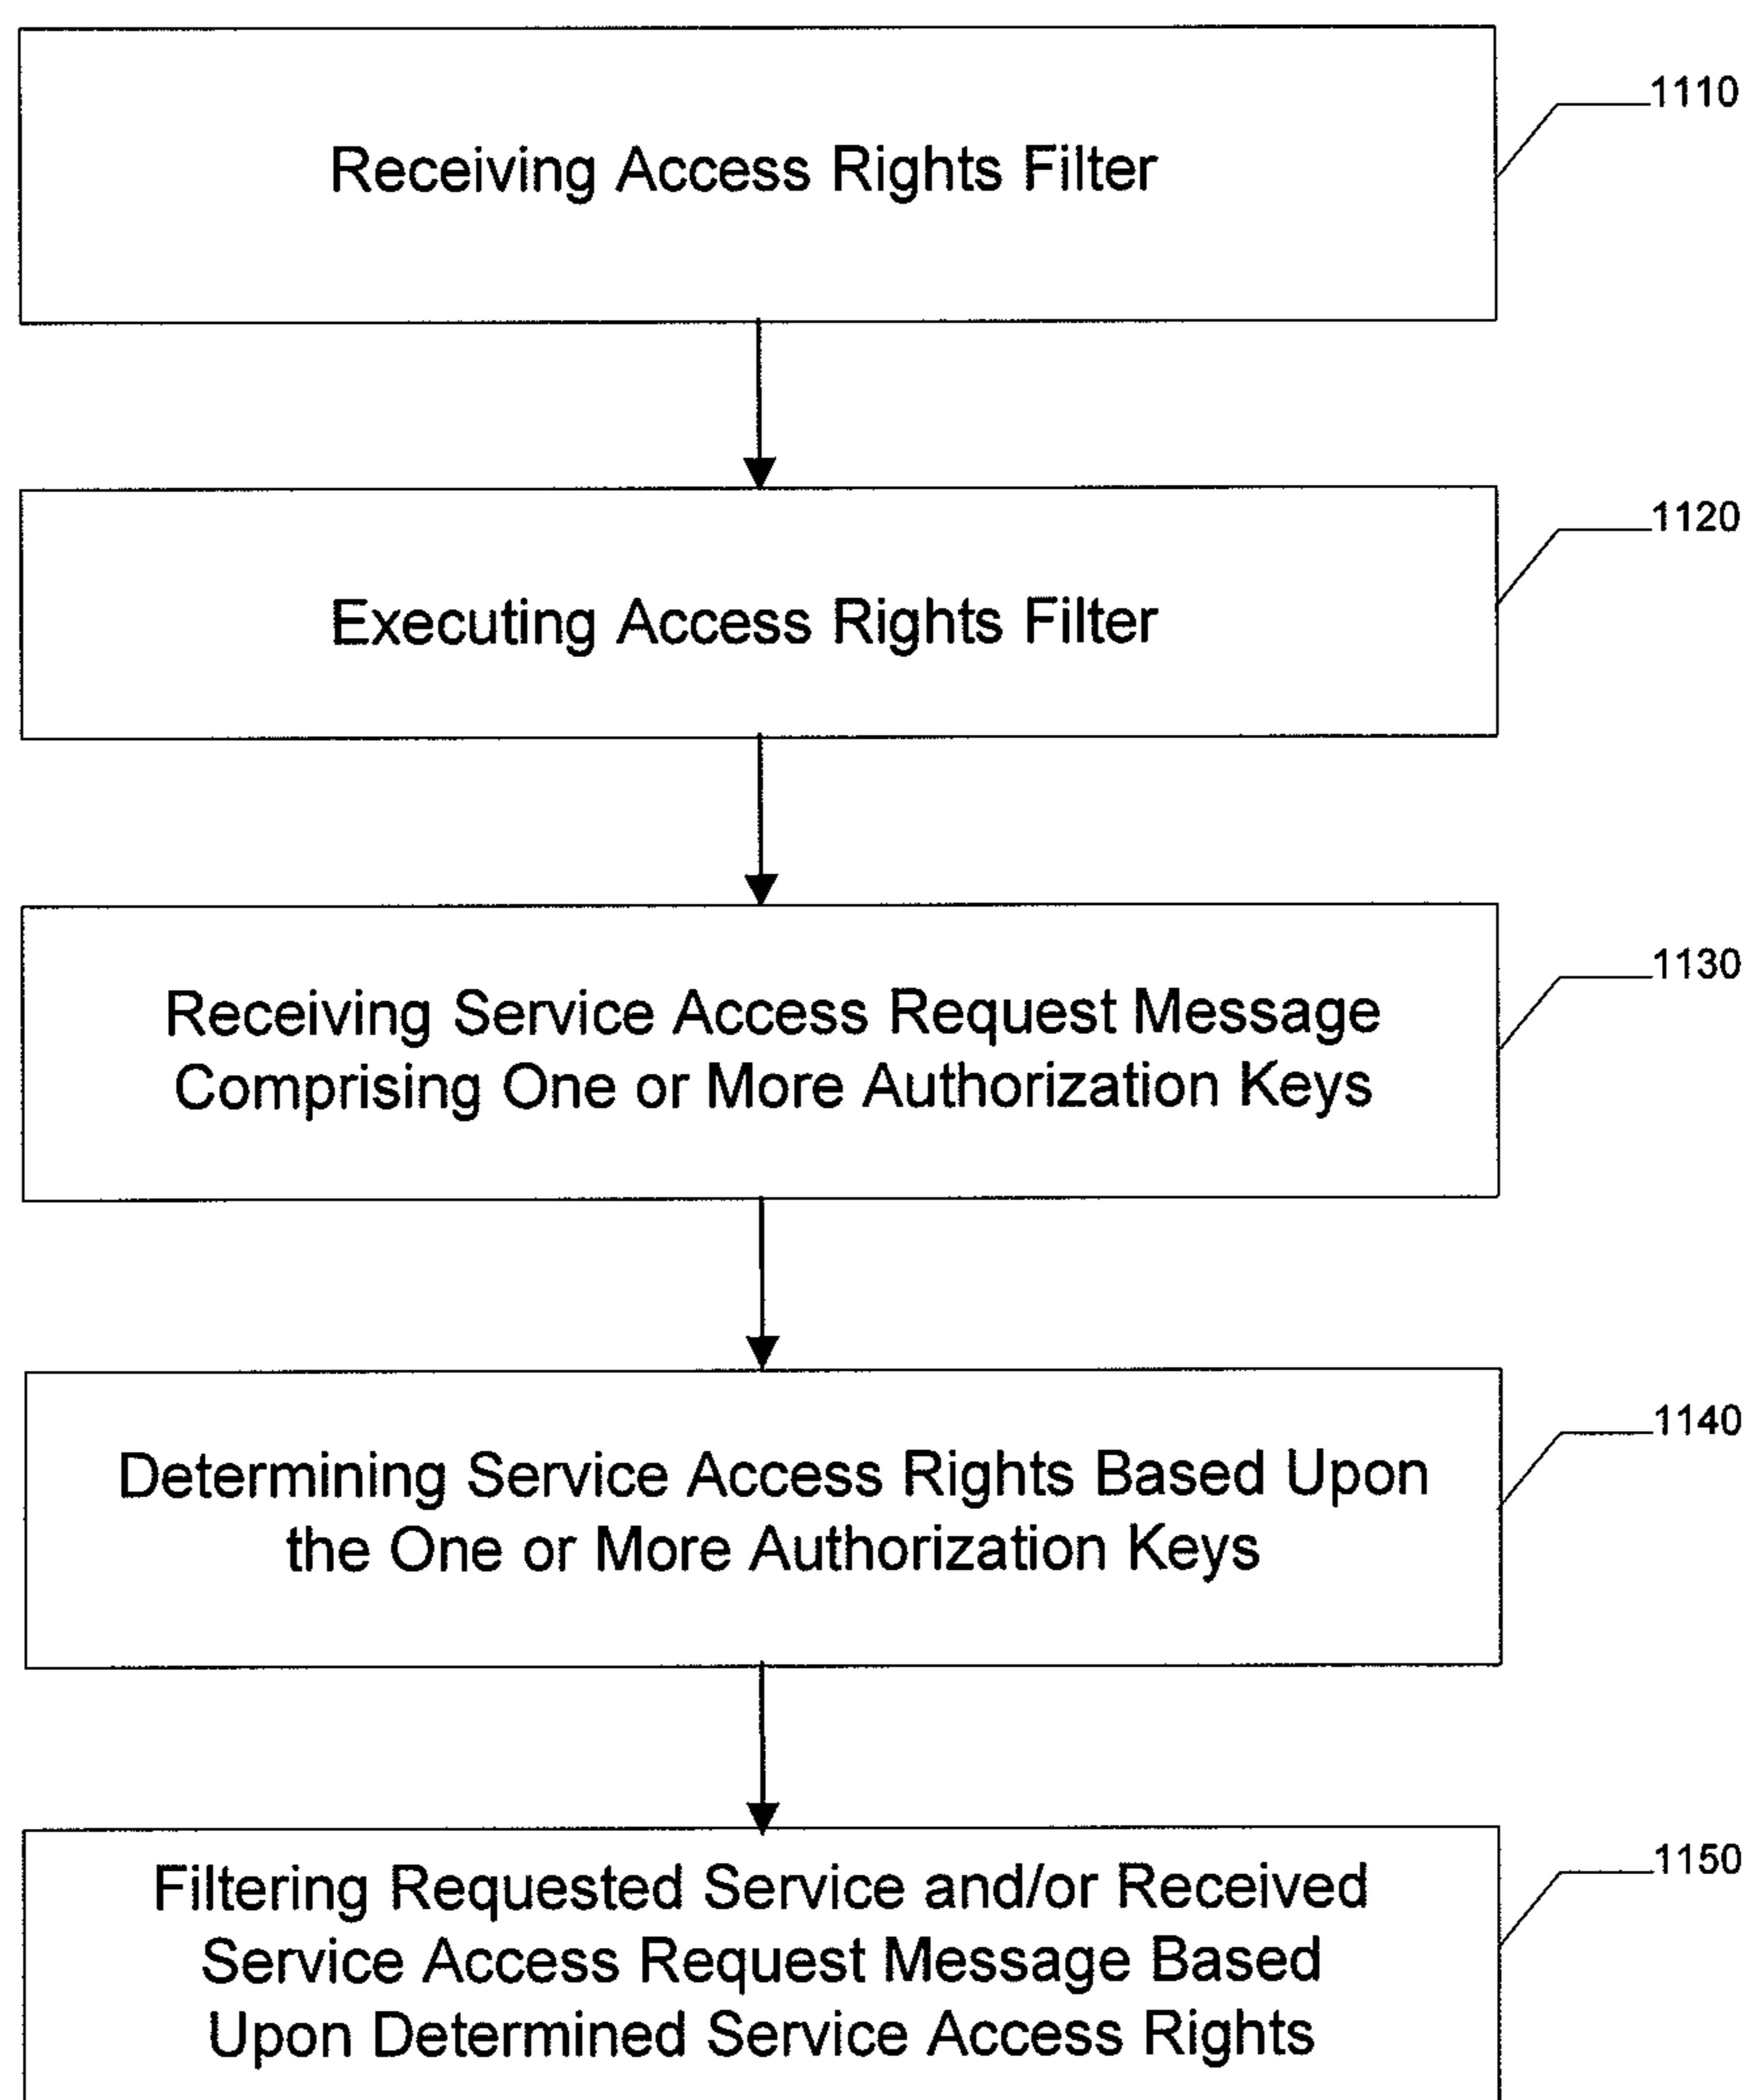 Receiving Access Rights Filter
1110
Executing Access Rights Filter
1120
Receiving Service Access Request Message
Comprising One or More Authorization Keys
1130
Determining Service Access Rights Based Upon
the One or More Authorization Keys
1140
Filtering Requested Service and/or Received
Service Access Request Message Based
Upon Determined Service Access Rights
1150